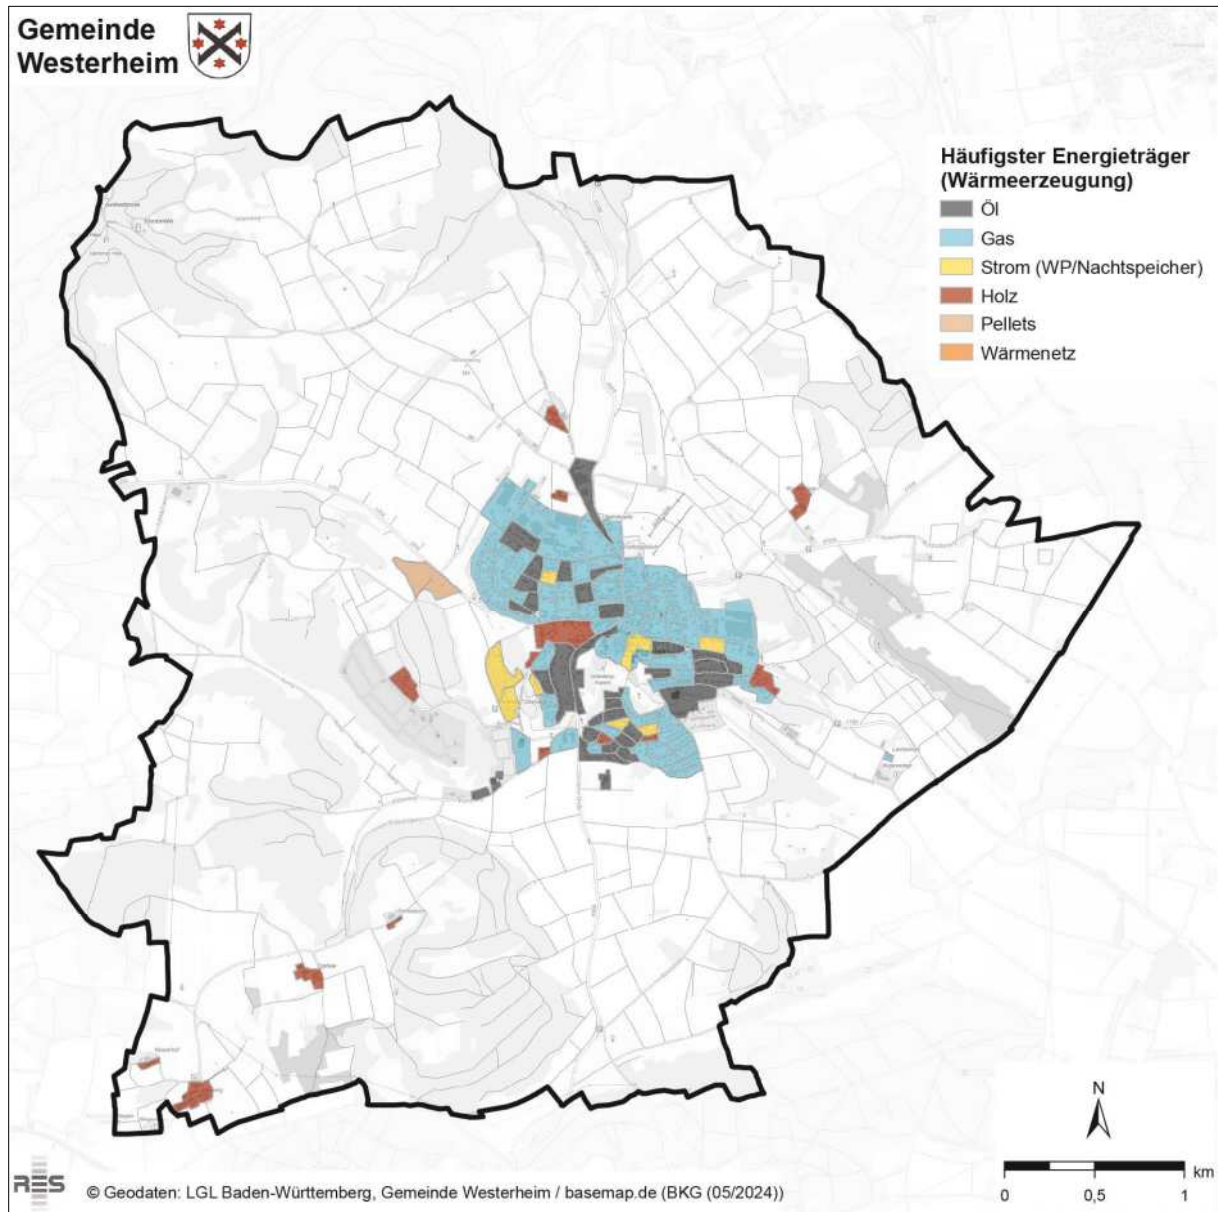 Gemeinde
Westerheim
Häufigster Energieträger
(Wärmeerzeugung)
Öl
Gas
Strom (WP/Nachtspeicher)
Holz
Pellets
Wärmenetz
N
km
0 0,5 1
RES
© Geodaten: LGL Baden-Württemberg, Gemeinde Westerheim / basemap.de (BKG (05/2024))